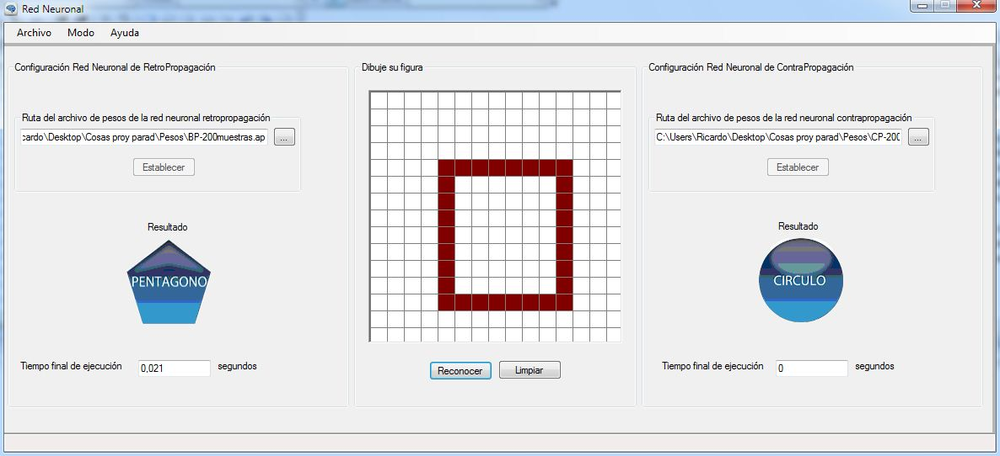 Red Neuronal
Archivo Modo Ayuda
Configuración Red Neuronal de RetroPropagación
Ruta del archivo de pesos de la red neuronal retropropagación
cardo\Desktop\Cosas proy parad\Pesos\BP-200muestras.ap
...
Establecer
Resultado
PENTAGONO
Tiempo final de ejecución 0,021 segundos
Dibuje su figura
Reconocer Limpiar
Configuración Red Neuronal de ContraPropagación
Ruta del archivo de pesos de la red neuronal contrapropagación
C:\Users\Ricardo\Desktop\Cosas proy parad\Pesos\CP-200
...
Establecer
Resultado
CIRCULO
Tiempo final de ejecución 0 segundos